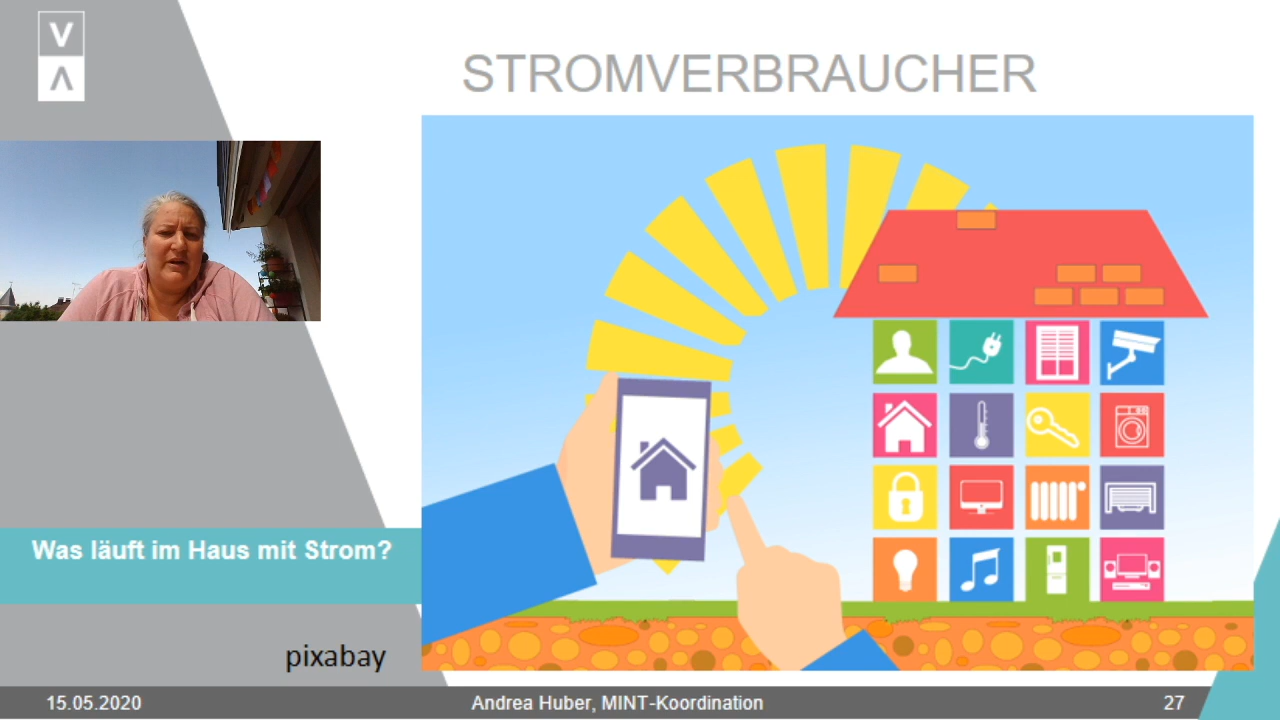 V
Λ
STROMVERBRAUCHER
Was läuft im Haus mit Strom?
pixabay
15.05.2020
Andrea Huber, MINT-Koordination
27